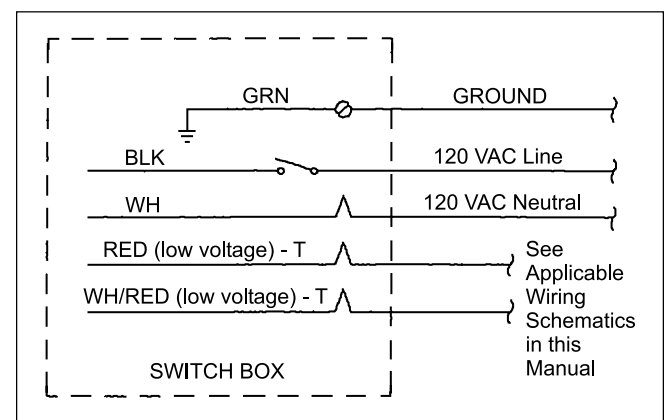 GRN GROUND
BLK 120 VAC Line
WH 120 VAC Neutral
RED (low voltage) - T
WH/RED (low voltage) - T
See
Applicable
Wiring
Schematics
in this
Manual
SWITCH BOX